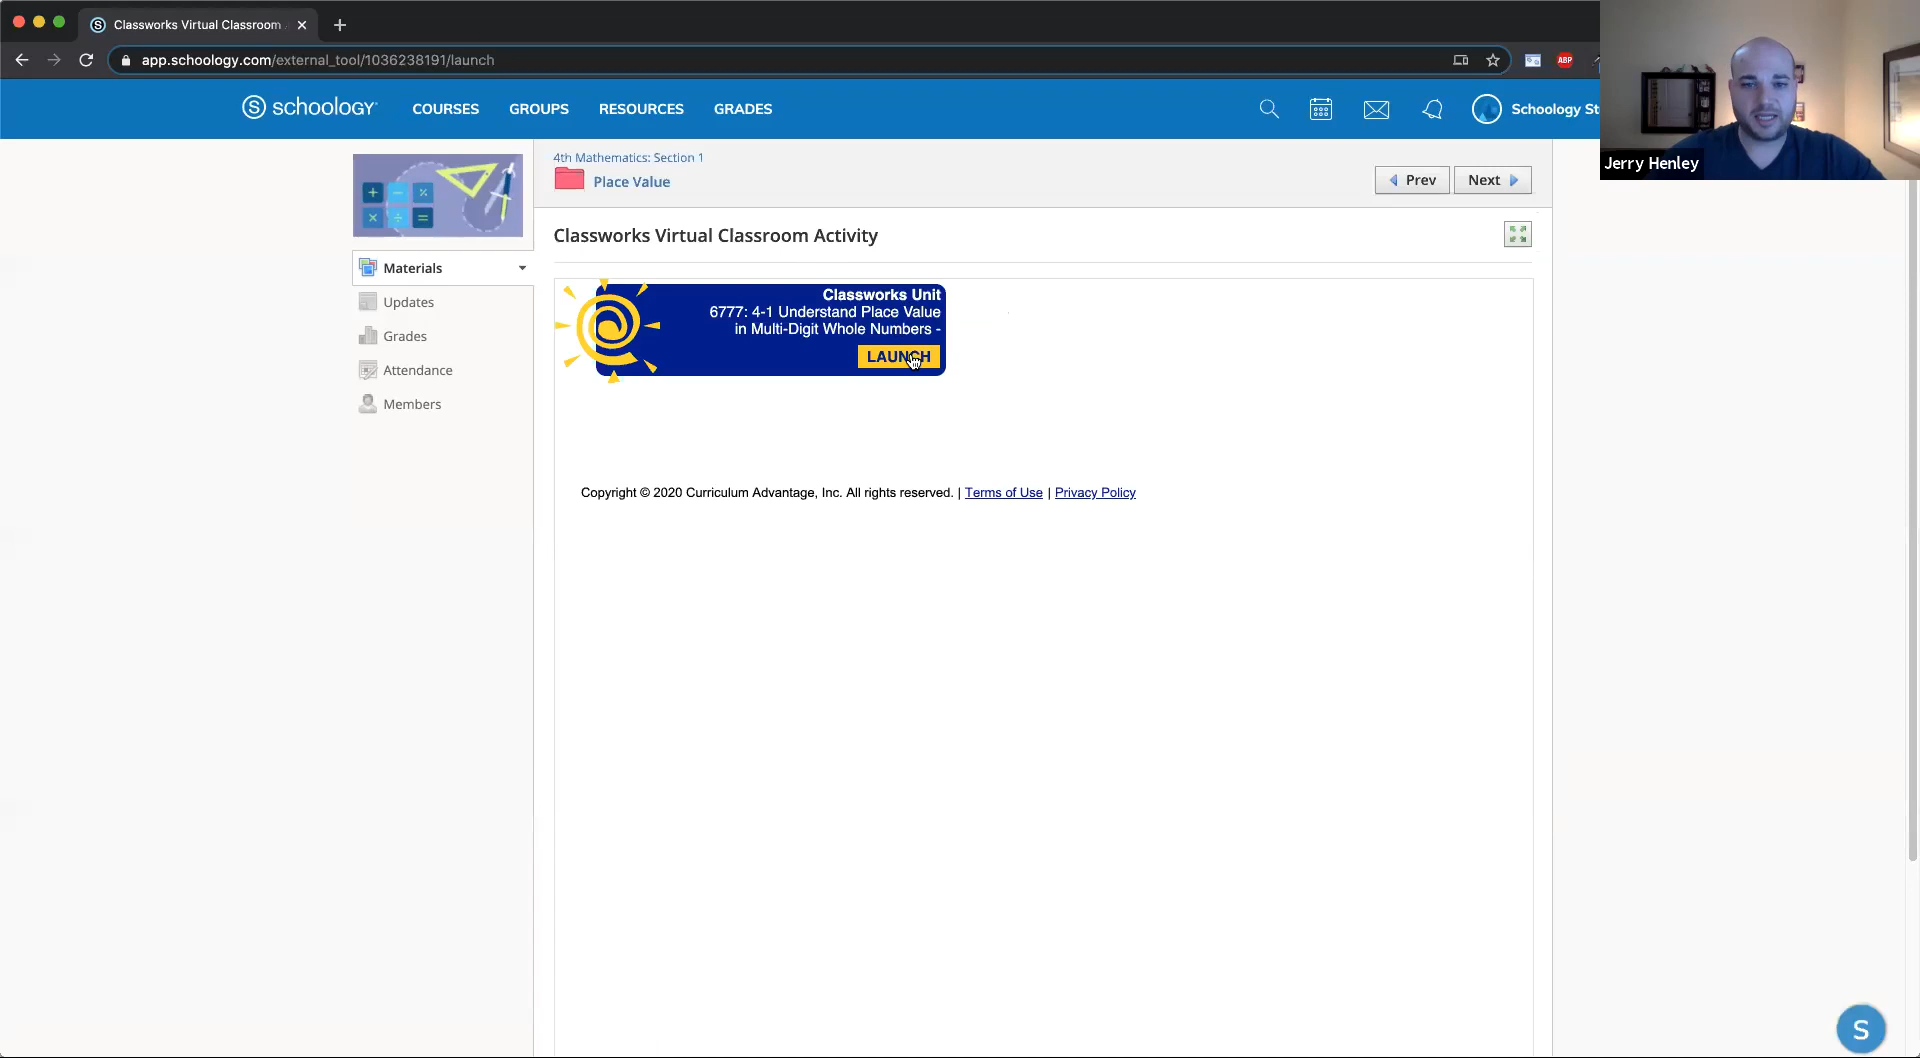 Classworks Virtual Classroom
app.schoology.com/external_tool/1036238191/launch
ABP
S schoology
COURSES
GROUPS
RESOURCES
GRADES
Schoology
Jerry Henley
4th Mathematics: Section 1
Place Value
Prev
Next
Materials
Updates
Grades
Attendance
Members
Classworks Virtual Classroom Activity
Classworks Unit
6777: 4-1 Understand Place Value
in Multi-Digit Whole Numbers -
LAUNCH
Copyright © 2020 Curriculum Advantage, Inc. All rights reserved. | Terms of Use | Privacy Policy
S